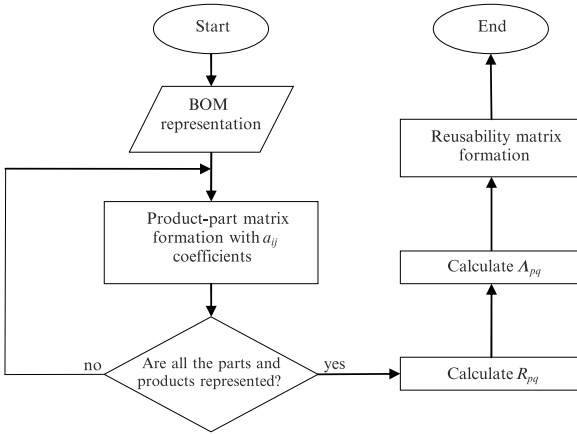 Start
BOM
representation
Product-part matrix
formation with a_ij
coefficients
Are all the parts and
products represented?
no
yes
Calculate R_pq
Calculate Λ_pq
Reusability matrix
formation
End